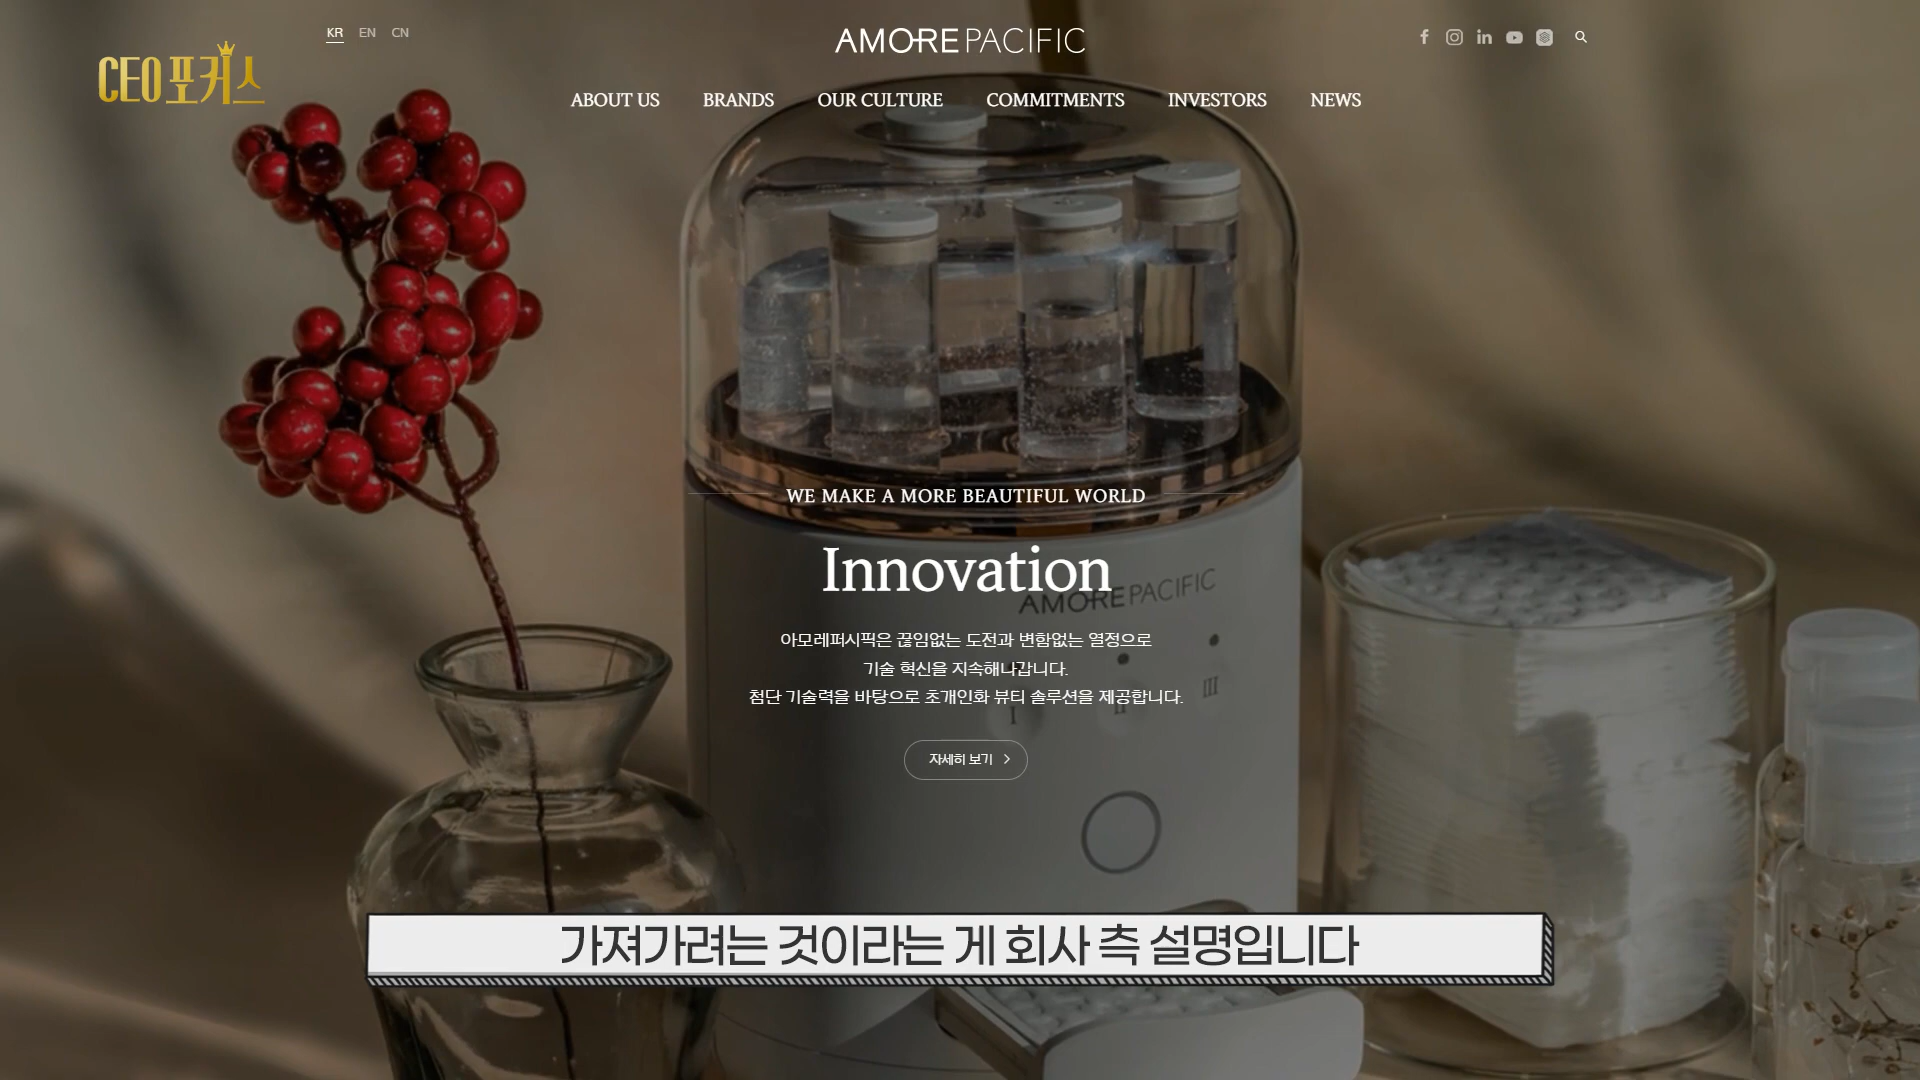 KR EN CN
AMOREPACIFIC
CEO포커스
ABOUT US BRANDS OUR CULTURE COMMITMENTS INVESTORS NEWS
WE MAKE A MORE BEAUTIFUL WORLD
Innovation
AMOREPACIFIC
아모레퍼시픽은 끊임없는 도전과 변함없는 열정으로
기술 혁신을 지속해나갑니다.
첨단 기술력을 바탕으로 초개인화 뷰티 솔루션을 제공합니다.
I II III
자세히 보기
가져가려는 것이라는 게 회사 측 설명입니다